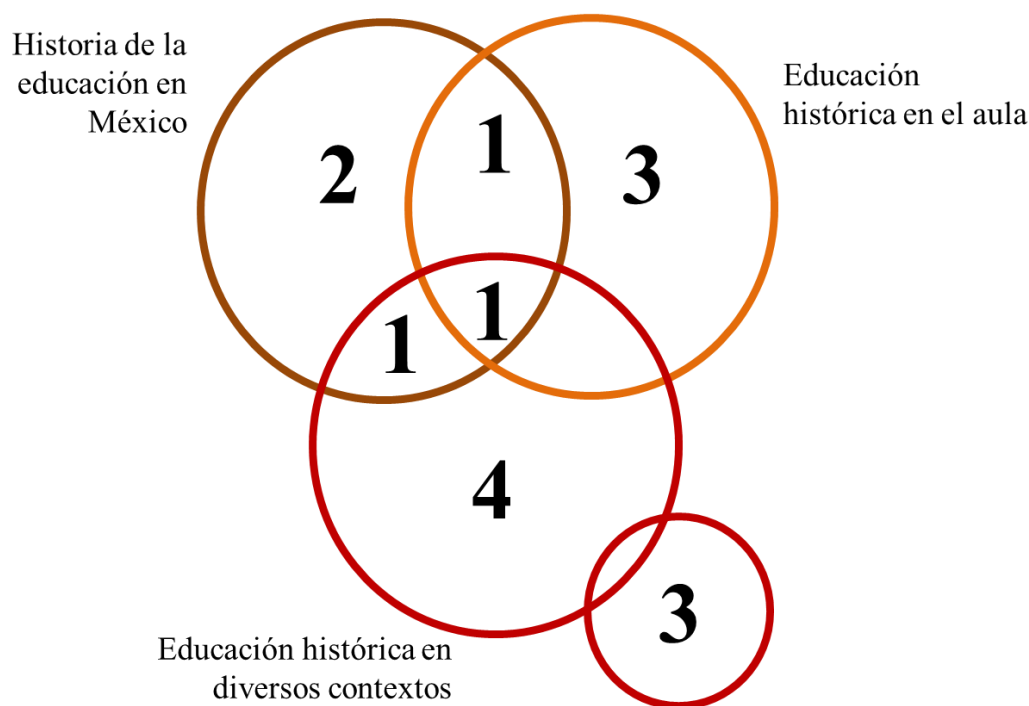 Historia de la
educación en
México
Educación
histórica en el aula
2
1
3
1
1
4
3
Educación histórica en
diversos contextos